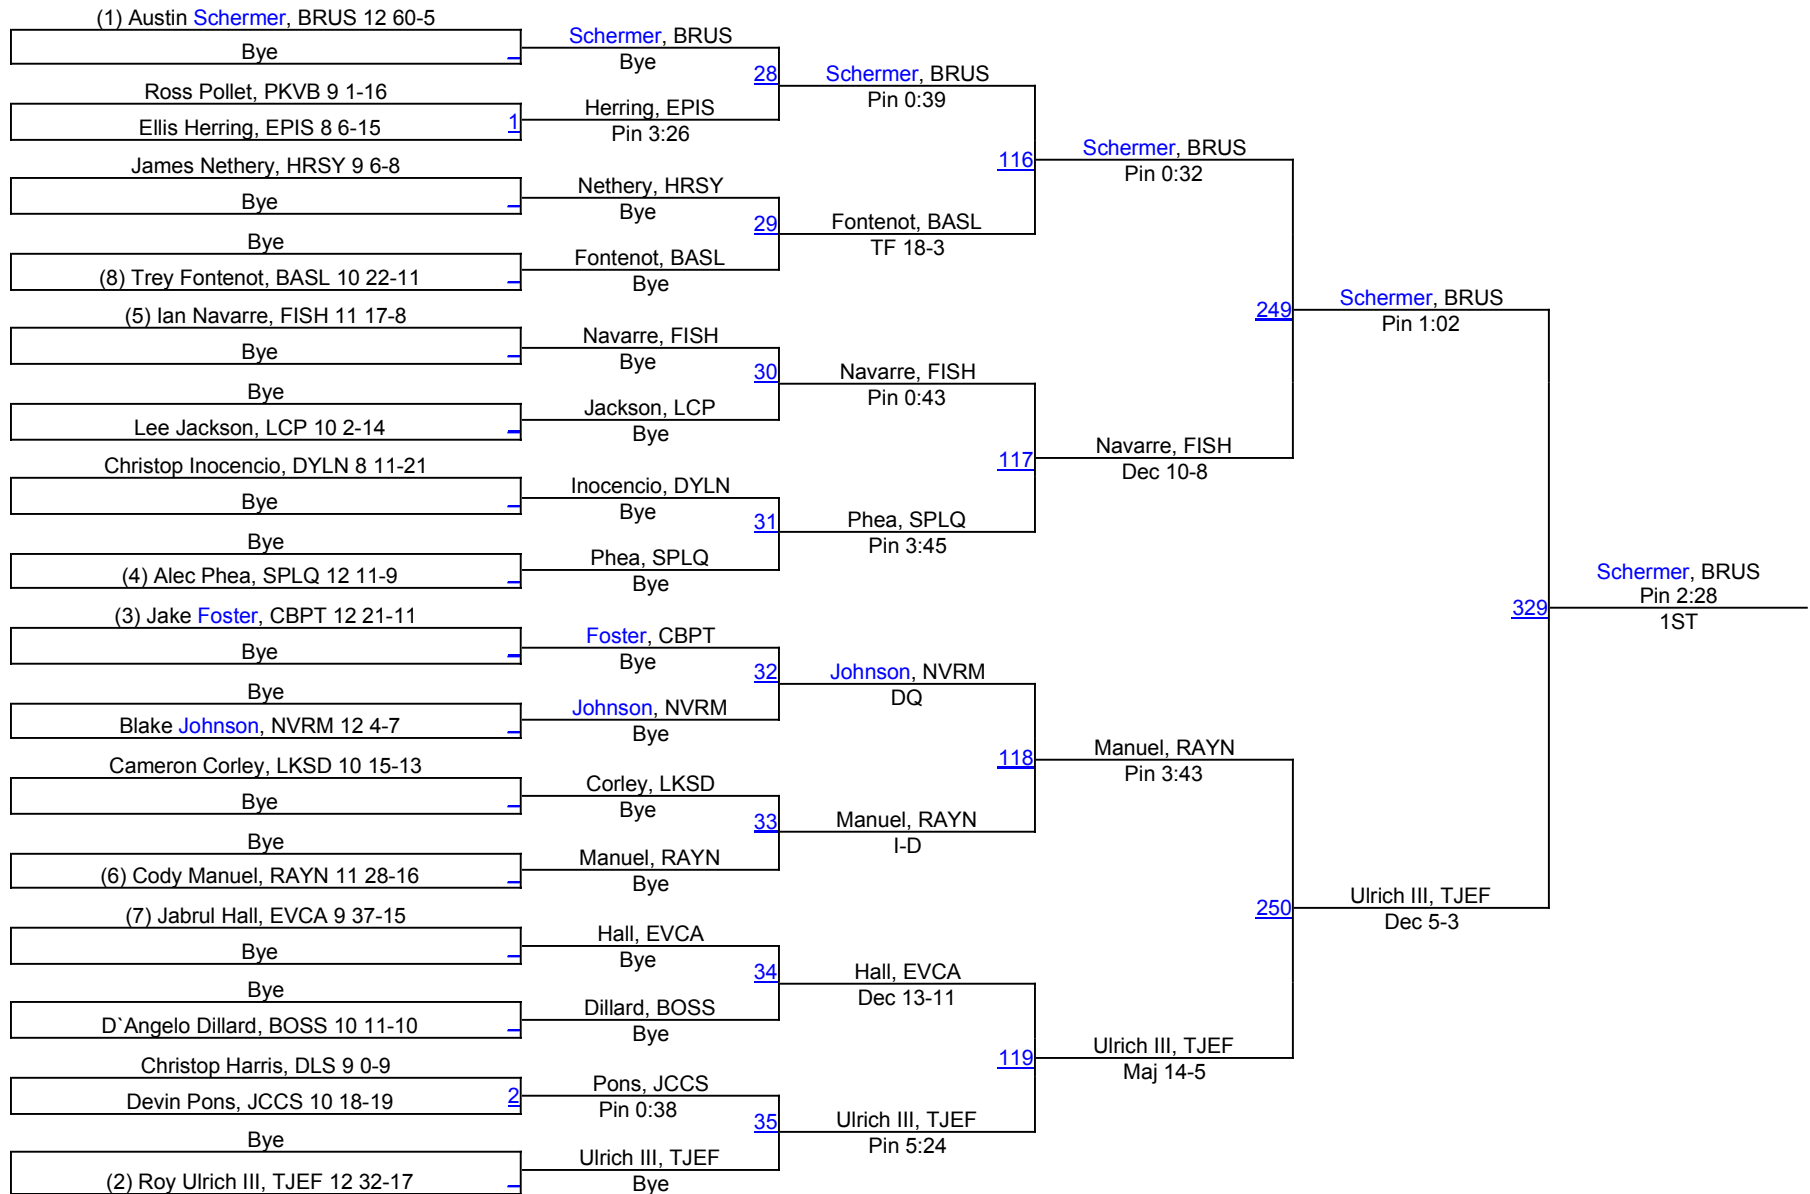 (1) Austin Schermer, BRUS 12 60-5
Bye
Ross Pollet, PKVB 9 1-16
Ellis Herring, EPIS 8 6-15
1
James Nethery, HRSY 9 6-8
Bye
Bye
(8) Trey Fontenot, BASL 10 22-11
(5) Ian Navarre, FISH 11 17-8
Bye
Bye
Lee Jackson, LCP 10 2-14
Christop Inocencio, DYLN 8 11-21
Bye
Bye
(4) Alec Phea, SPLQ 12 11-9
(3) Jake Foster, CBPT 12 21-11
Bye
Bye
Blake Johnson, NVRM 12 4-7
Cameron Corley, LKSD 10 15-13
Bye
Bye
(6) Cody Manuel, RAYN 11 28-16
(7) Jabrul Hall, EVCA 9 37-15
Bye
Bye
D`Angelo Dillard, BOSS 10 11-10
Christop Harris, DLS 9 0-9
Devin Pons, JCCS 10 18-19
2
Bye
(2) Roy Ulrich III, TJEF 12 32-17
Schermer, BRUS
Bye
28
Herring, EPIS
Pin 3:26
Nethery, HRSY
Bye
29
Fontenot, BASL
Bye
Navarre, FISH
Bye
30
Jackson, LCP
Bye
Inocencio, DYLN
Bye
31
Phea, SPLQ
Bye
Foster, CBPT
Bye
32
Johnson, NVRM
Bye
Corley, LKSD
Bye
33
Manuel, RAYN
Bye
Hall, EVCA
Bye
34
Dillard, BOSS
Bye
Pons, JCCS
Pin 0:38
35
Ulrich III, TJEF
Bye
Schermer, BRUS
Pin 0:39
116
Fontenot, BASL
TF 18-3
Navarre, FISH
Pin 0:43
117
Phea, SPLQ
Pin 3:45
Johnson, NVRM
DQ
118
Manuel, RAYN
I-D
Hall, EVCA
Dec 13-11
119
Ulrich III, TJEF
Pin 5:24
Schermer, BRUS
Pin 0:32
249
Navarre, FISH
Dec 10-8
Manuel, RAYN
Pin 3:43
250
Ulrich III, TJEF
Maj 14-5
Schermer, BRUS
Pin 1:02
329
Ulrich III, TJEF
Dec 5-3
Schermer, BRUS
Pin 2:28
1ST